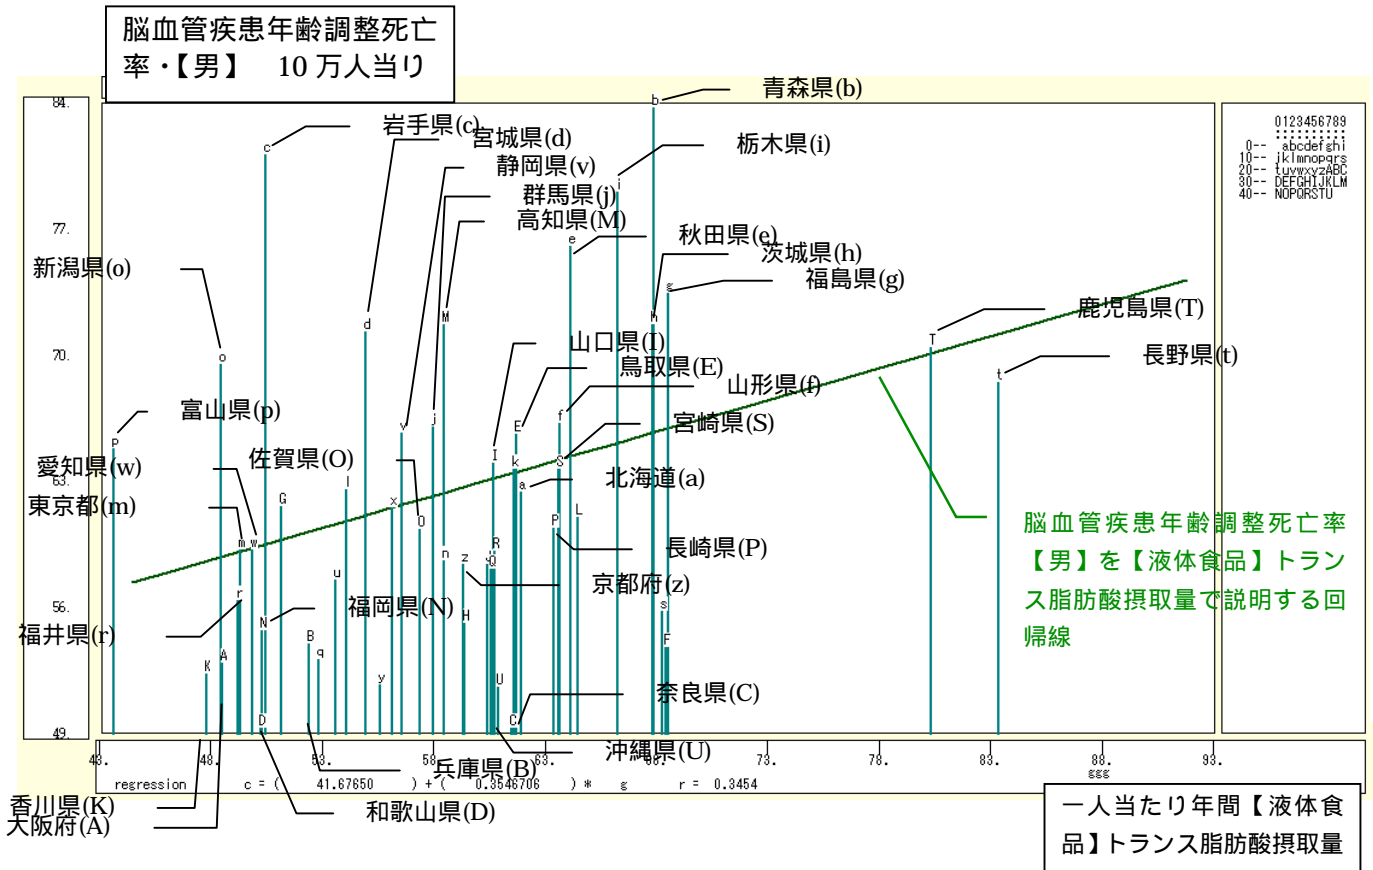 脳血管疾患年齢調整死亡
率・【男】 10 万人当り
青森県(b)
岩手県(c)
宮城県(d)
栃木県(i)
静岡県(v)
群馬県(j)
高知県(M)
秋田県(e)
茨城県(h)
新潟県(o)
福島県(g)
鹿児島県(T)
山口県(I)
長野県(t)
鳥取県(E)
山形県(f)
富山県(p)
宮崎県(S)
愛知県(w)
佐賀県(O)
北海道(a)
東京都(m)
長崎県(P)
京都府(z)
福岡県(N)
福井県(r)
奈良県(C)
沖縄県(U)
兵庫県(B)
香川県(K)
大阪府(A)
和歌山県(D)
脳血管疾患年齢調整死亡率
【男】を【液体食品】トラン
ス脂肪酸摂取量で説明する回
帰線
84.
77.
70.
63.
56.
49.
43. 48. 53. 58. 63. 68. 73. 78. 83. 88. 93.
ggg
regression c = ( 41.67650 ) + ( 0.3546706 ) * g r = 0.3454
0123456789
0-- abcdefghi
10-- jklmnopqrs
20-- tuvwxyzABC
30-- DEFGHIJKLM
40-- NOPQRSTU
一人当たり年間【液体食
品】トランス脂肪酸摂取量